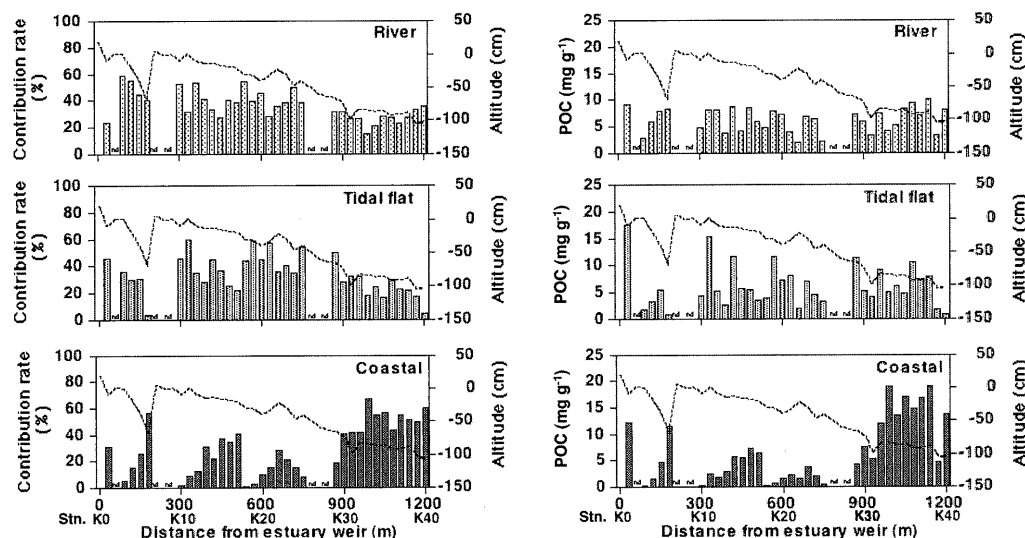 100 80 60 40 20 0
Contribution rate (%)
River
50 0 -50 -100 -150
Altitude (cm)
nd nd nd nd nd
25 20 15 10 5 0
POC (mg g-1)
River
50 0 -50 -100 -150
Altitude (cm)
nd nd nd nd nd
100 80 60 40 20 0
Contribution rate (%)
Tidal flat
50 0 -50 -100 -150
Altitude (cm)
nd nd nd nd nd
25 20 15 10 5 0
POC (mg g-1)
Tidal flat
50 0 -50 -100 -150
Altitude (cm)
nd nd nd nd nd
100 80 60 40 20 0
Contribution rate (%)
Coastal
50 0 -50 -100 -150
Altitude (cm)
nd nd nd nd nd
0 300 600 900 1200
Stn. K0 K10 K20 K30 K40
Distance from estuary weir (m)
25 20 15 10 5 0
POC (mg g-1)
Coastal
50 0 -50 -100 -150
Altitude (cm)
nd nd nd nd nd
0 300 600 900 1200
Stn. K0 K10 K20 K30 K40
Distance from estuary weir (m)